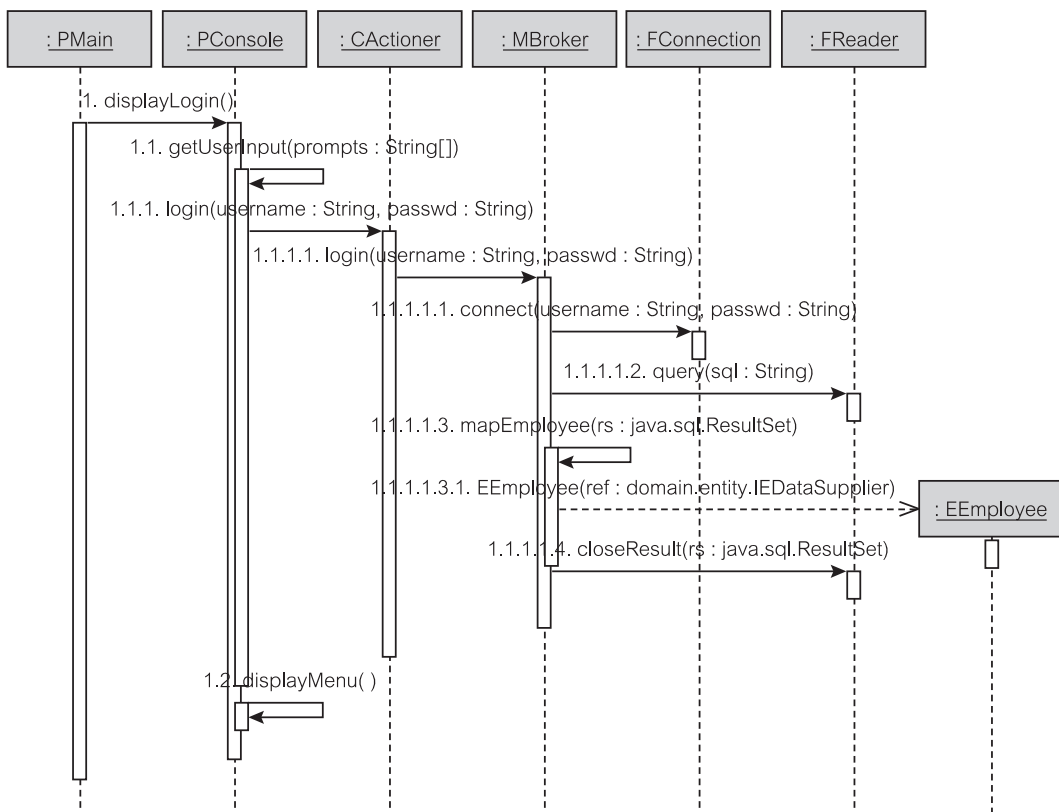 : PMain
: PConsole
: CActioner
: MBroker
: FConnection
: FReader
1. displayLogin()
1.1. getUserInput(prompts : String[])
1.1.1. login(username : String, passwd : String)
1.1.1.1. login(username : String, passwd : String)
1.1.1.1.1. connect(username : String, passwd : String)
1.1.1.1.2. query(sql : String)
1.1.1.1.3. mapEmployee(rs : java.sql.ResultSet)
1.1.1.1.3.1. EEmployee(ref : domain.entity.IEDataSupplier)
: EEmployee
1.1.1.1.4. closeResult(rs : java.sql.ResultSet)
1.2. displayMenu( )